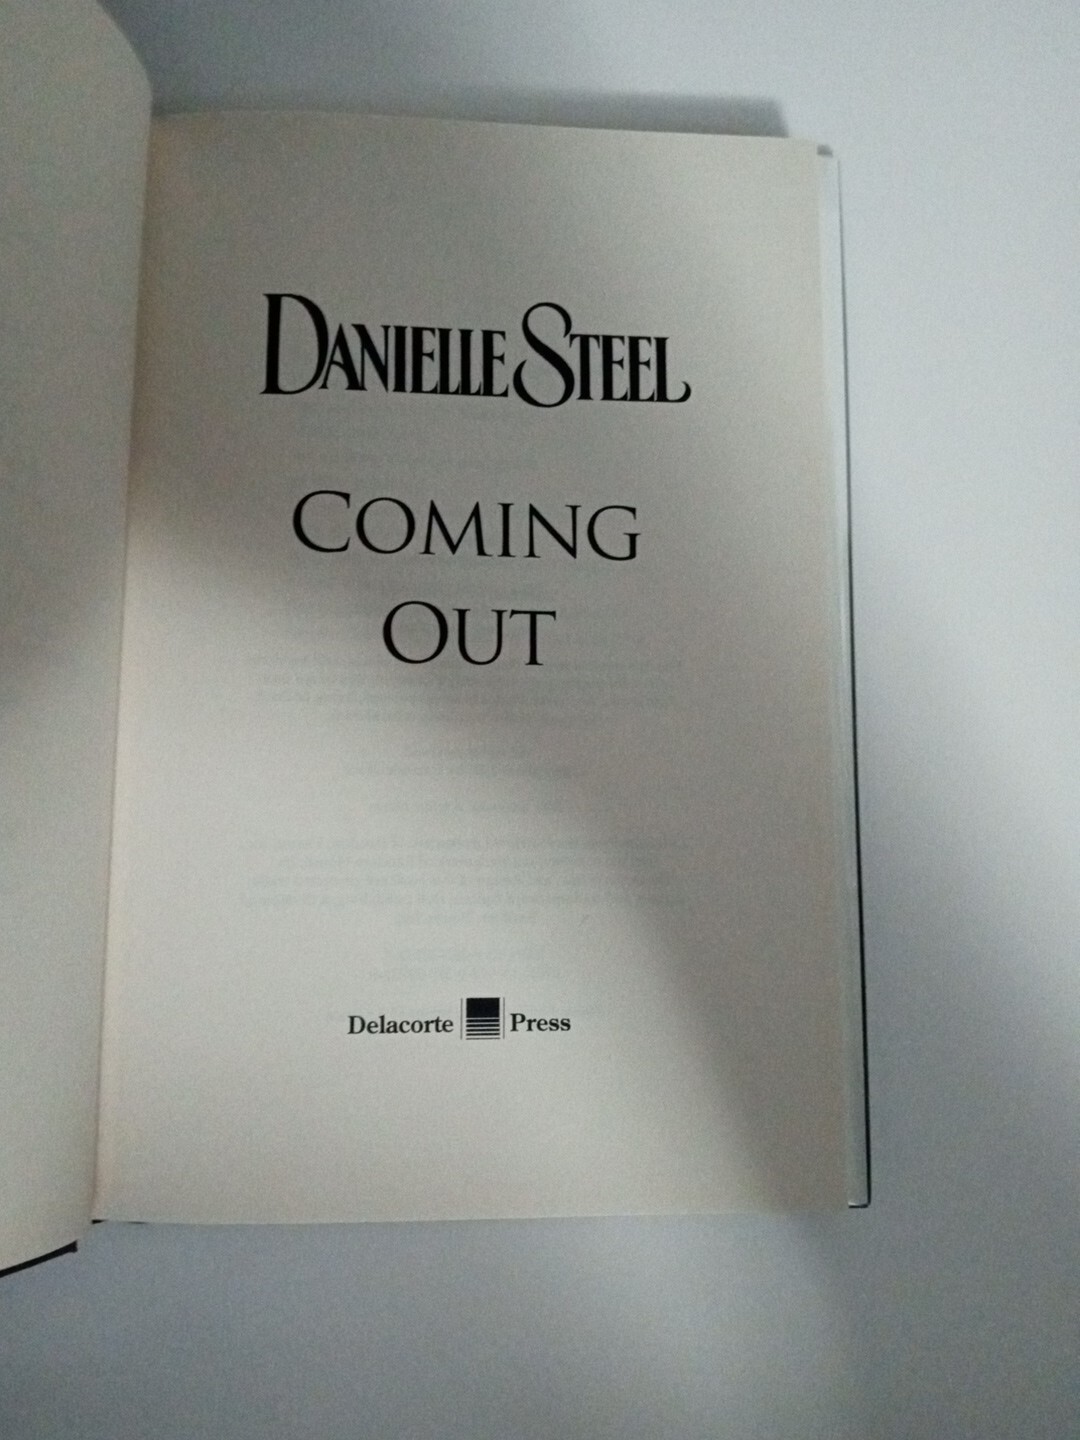 DANIELLE STEEL
COMING
OUT
Delacorte Press